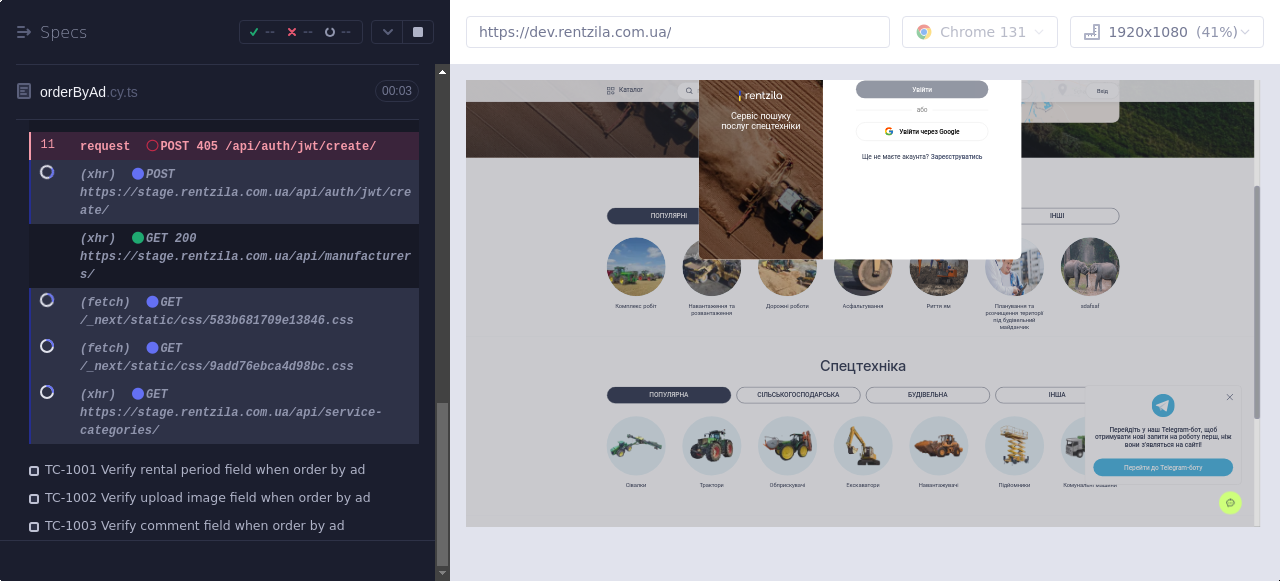 Specs
-- -- --
https://dev.rentzila.com.ua/
Chrome 131
1920x1080 (41%)
orderByAd.cy.ts
00:03
11 request POST 405 /api/auth/jwt/create/
(xhr) POST
https://stage.rentzila.com.ua/api/auth/jwt/cre
ate/
(xhr) GET 200
https://stage.rentzila.com.ua/api/manufacturer
s/
(fetch) GET
/_next/static/css/583b681709e13846.css
(fetch) GET
/_next/static/css/9add76ebca4d98bc.css
(xhr) GET
https://stage.rentzila.com.ua/api/service-
categories/
TC-1001 Verify rental period field when order by ad
TC-1002 Verify upload image field when order by ad
TC-1003 Verify comment field when order by ad
Каталог
Вхід
rentzila
Сервіс пошуку
послуг спецтехніки
Увійти
або
Увійти через Google
Ще не маєте акаунта? Зареєструватись
ПОПУЛЯРНІ
ІНШІ
Комплекс робіт
Навантаження та
розвантаження
Дорожні роботи
Асфальтування
Риття ям
Планування та
розчищення території
під будівельний
майданчик
sdafsaf
Спецтехніка
ПОПУЛЯРНА
СІЛЬСЬКОГОСПОДАРСЬКА
БУДІВЕЛЬНА
ІНША
Сівалки
Трактори
Обприскувачі
Екскаватори
Навантажувачі
Підйомники
Комунальні машини
Перейдіть у наш Telegram-бот, щоб
отримувати нові запити на роботу перш, ніж
вони з'являться на сайті!
Перейти до Telegram-боту